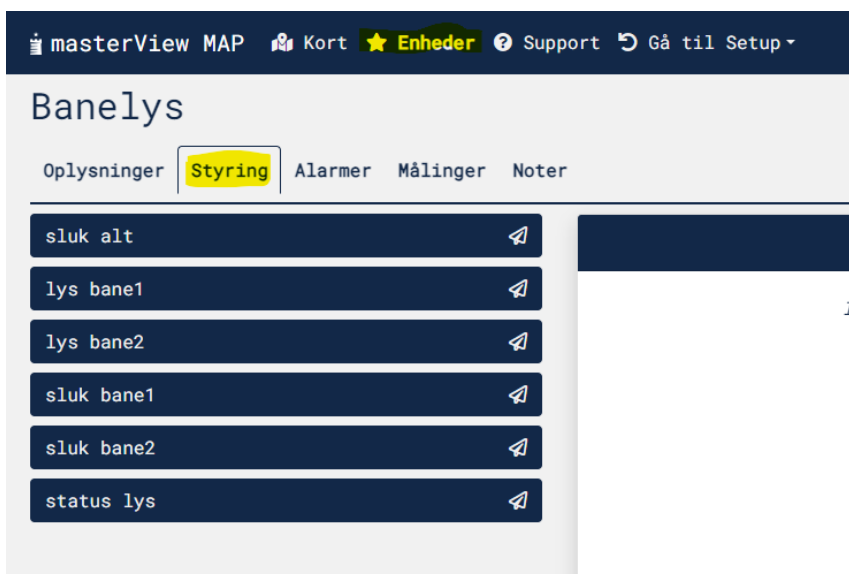 masterView MAP Kort Enheder Support Gå til Setup
Banelys
Oplysninger Styring Alarmer Målinger Noter
sluk alt
lys bane1
lys bane2
sluk bane1
sluk bane2
status lys